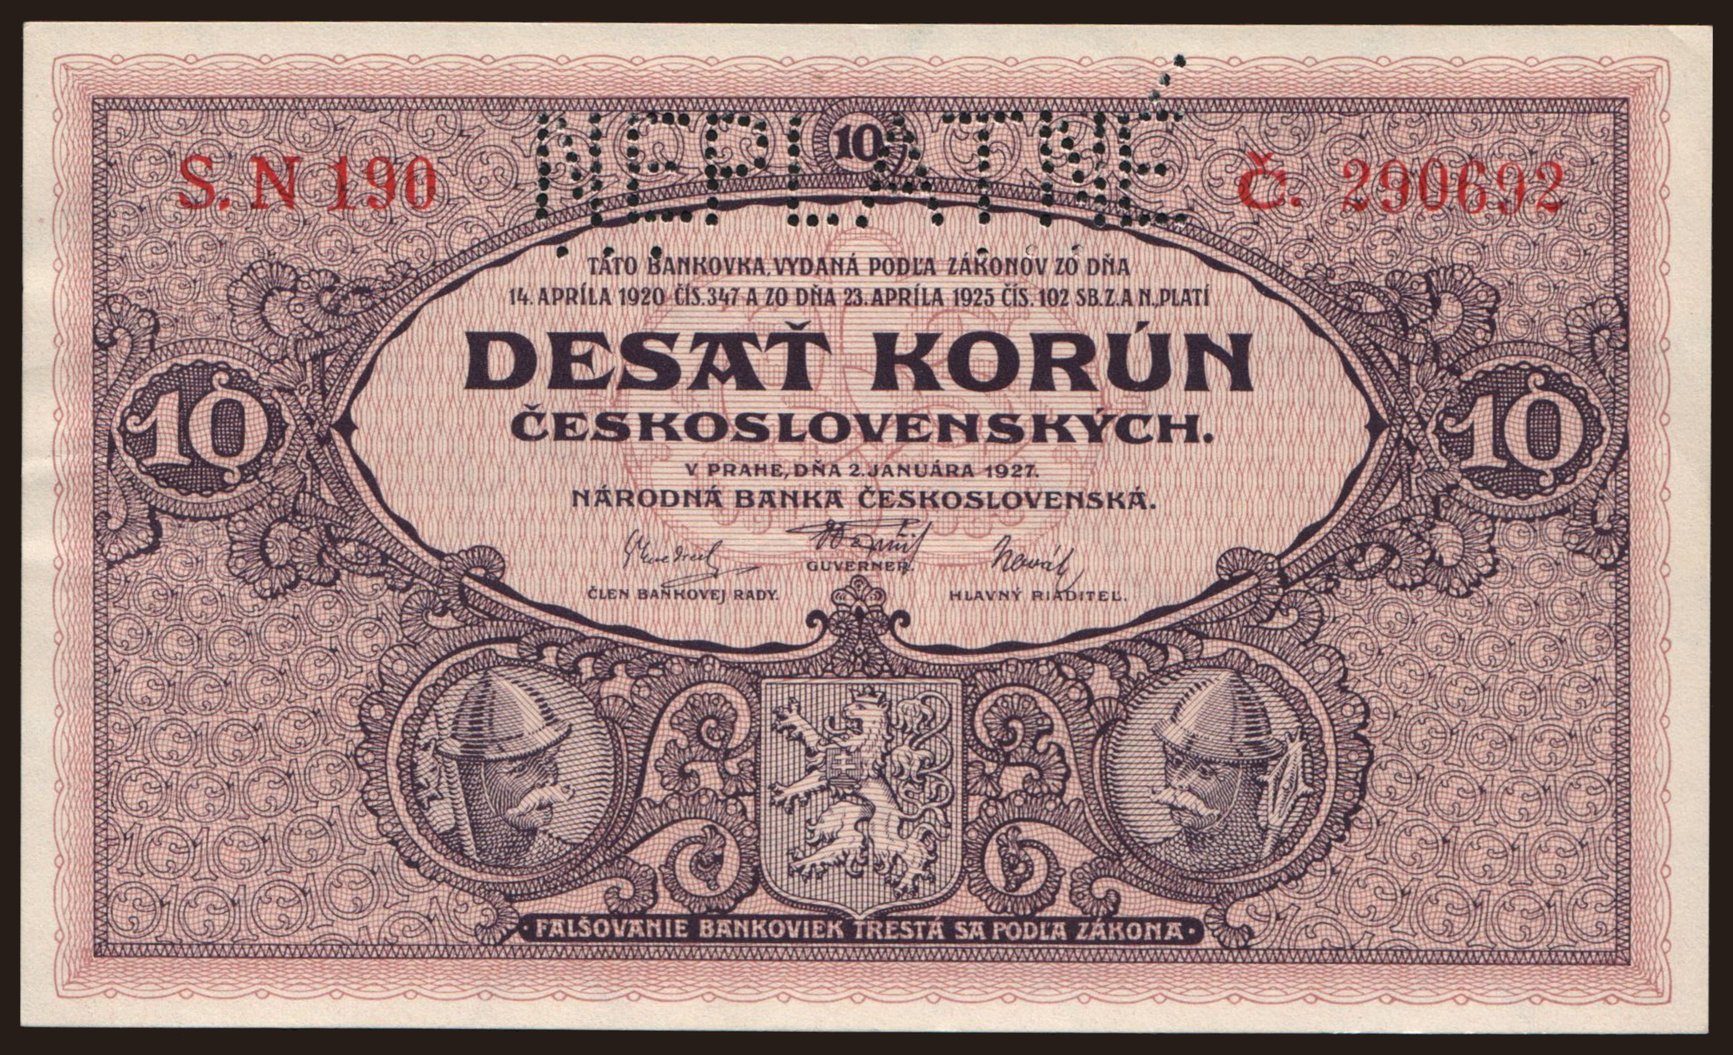 NEPLATNÉ
10
S.N 190
Č. 290692
TÁTO BANKOVKA, VYDANÁ PODĽA ZÁKONOV ZO DŇA
14. APRÍLA 1920 ČÍS. 347 A ZO DŇA 23. APRÍLA 1925 ČÍS. 102 SB. Z. A N., PLATÍ
DESAŤ KORÚN
ČESKOSLOVENSKÝCH.
10
10
V PRAHE, DŇA 2. JANUÁRA 1927.
NÁRODNÁ BANKA ČESKOSLOVENSKÁ.
GUVERNER.
ČLEN BANKOVEJ RADY.
HLAVNÝ RIADITEĽ.
FALŠOVANIE BANKOVIEK TRESTÁ SA PODĽA ZÁKONA